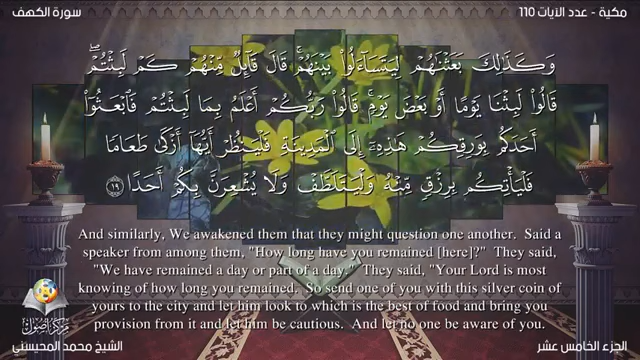 مكية - عدد الآيات 110
سورة الكهف
وَكَذَٰلِكَ بَعَثْنَٰهُمْ لِيَتَسَآءَلُوا۟ بَيْنَهُمْ ۚ قَالَ قَآئِلٌ مِّنْهُمْ كَمْ لَبِثْتُمْ ۖ
قَالُوا۟ لَبِثْنَا يَوْمًا أَوْ بَعْضَ يَوْمٍ ۚ قَالُوا۟ رَبُّكُمْ أَعْلَمُ بِمَا لَبِثْتُمْ فَٱبْعَثُوٓا۟
أَحَدَكُم بِوَرِقِكُمْ هَٰذِهِۦٓ إِلَى ٱلْمَدِينَةِ فَلْيَنظُرْ أَيُّهَآ أَزْكَىٰ طَعَامًا
فَلْيَأْتِكُم بِرِزْقٍ مِّنْهُ وَلْيَتَلَطَّفْ وَلَا يُشْعِرَنَّ بِكُمْ أَحَدًا ۝١٩
And similarly, We awakened them that they might question one another. Said a
speaker from among them, "How long have you remained [here]?" They said,
"We have remained a day or part of a day." They said, "Your Lord is most
knowing of how long you remained. So send one of you with this silver coin of
yours to the city and let him look to which is the best of food and bring you
provision from it and let him be cautious. And let no one be aware of you.
مركز أصول
الجزء الخامس عشر
الشيخ محمد المحيسني